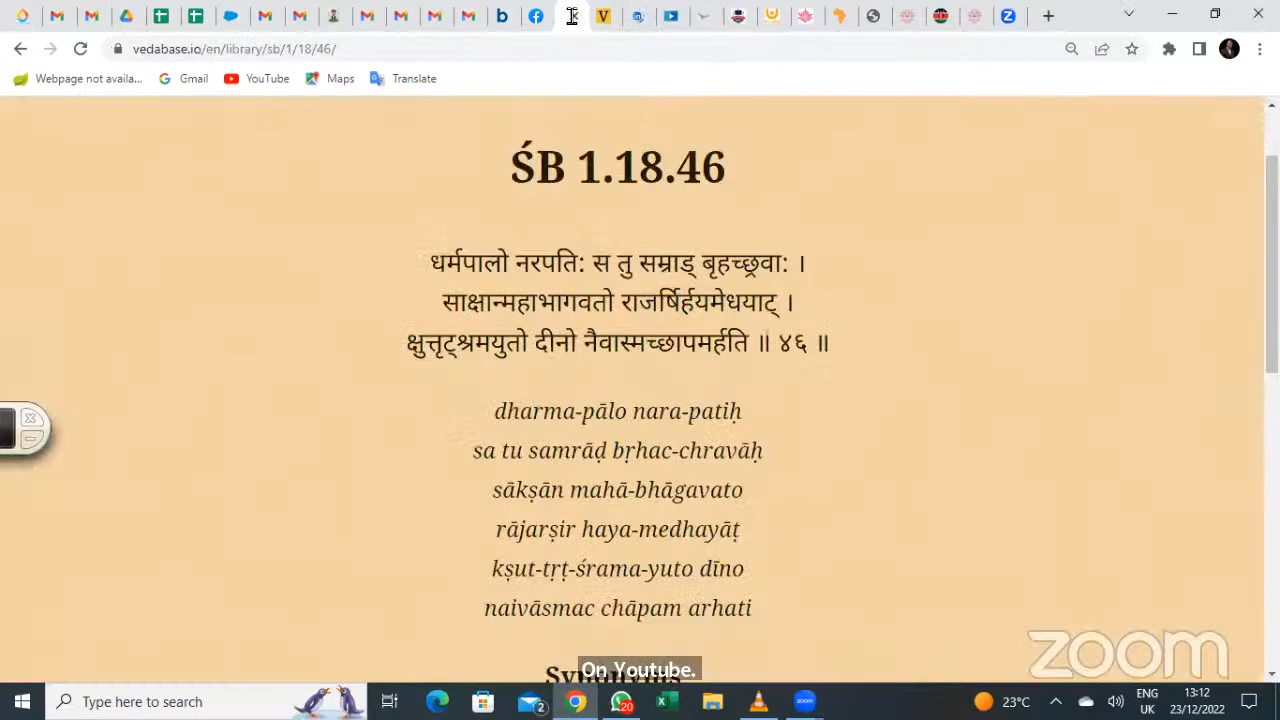 vedabase.io/en/library/sb/1/18/46/
Webpage not availa...
Gmail
YouTube
Maps
Translate
ŚB 1.18.46
धर्मपालो नरपति: स तु सम्राड् बृहच्छ्रवा: ।
साक्षान्महाभागवतो राजर्षिर्हयमेधयाट् ।
क्षुत्तृट्श्रमयुतो दीनो नैवास्मच्छापमर्हति ॥ ४६ ॥
dharma-pālo nara-patiḥ
sa tu samrāḍ bṛhac-chravāḥ
sākṣān mahā-bhāgavato
rājarṣir haya-medhayāṭ
kṣut-tṛṭ-śrama-yuto dīno
naivāsmac chāpam arhati
On Youtube.
zoom
Type here to search
2
20
23°C
ENG
UK
13:12
23/12/2022